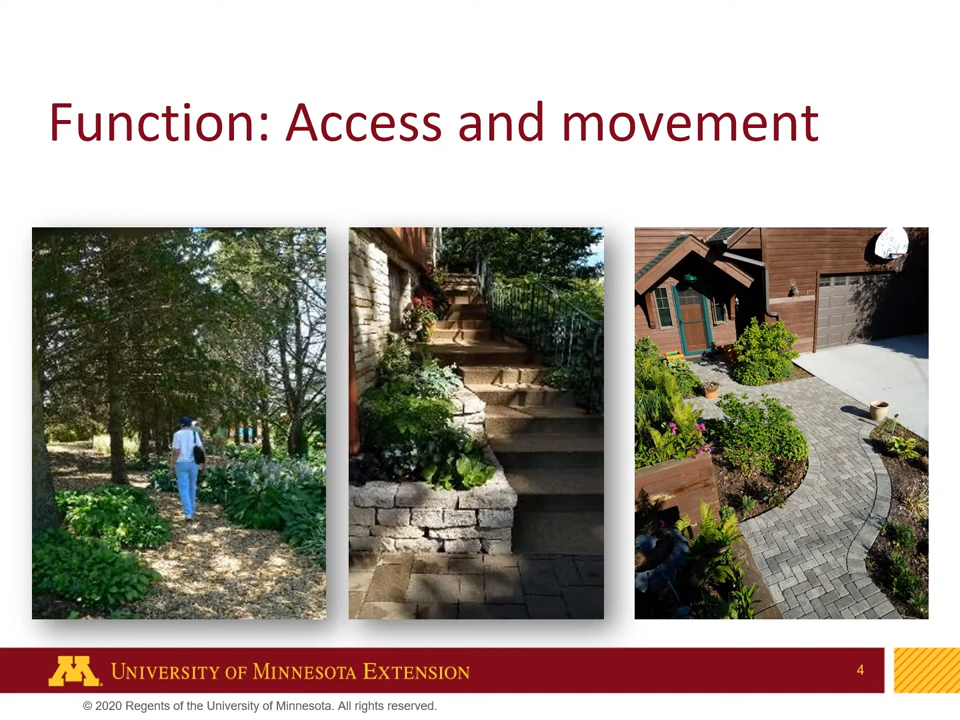 Function: Access and movement
M
UNIVERSITY OF MINNESOTA EXTENSION
4
© 2020 Regents of the University of Minnesota. All rights reserved.